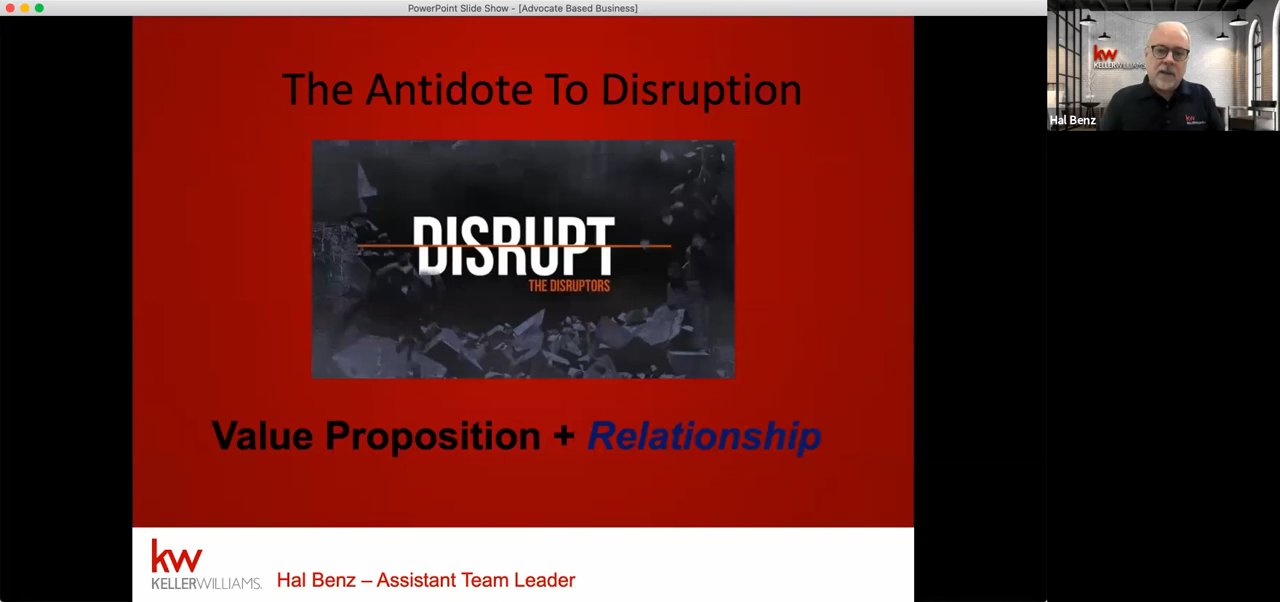 PowerPoint Slide Show - [Advocate Based Business]
The Antidote To Disruption
DISRUPT
THE DISRUPTORS
Value Proposition + Relationship
kw
KELLERWILLIAMS.
Hal Benz – Assistant Team Leader
kw
KELLERWILLIAMS
kw
Hal Benz